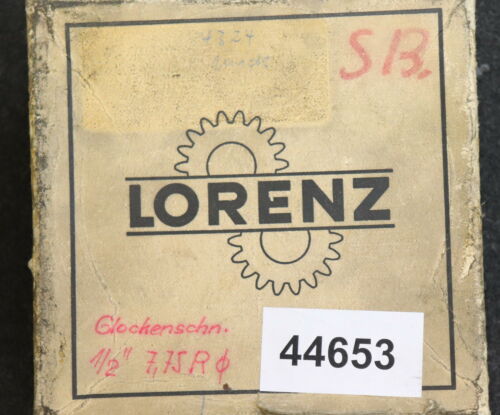 SB.
LORENZ
Glockenschn.
1/2" 7,75 R ϕ
44653